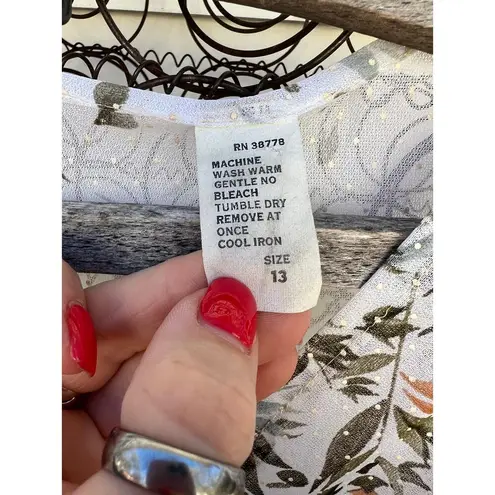 RN 38778
MACHINE
WASH WARM
GENTLE NO
BLEACH
TUMBLE DRY
REMOVE AT
ONCE
COOL IRON
SIZE
13